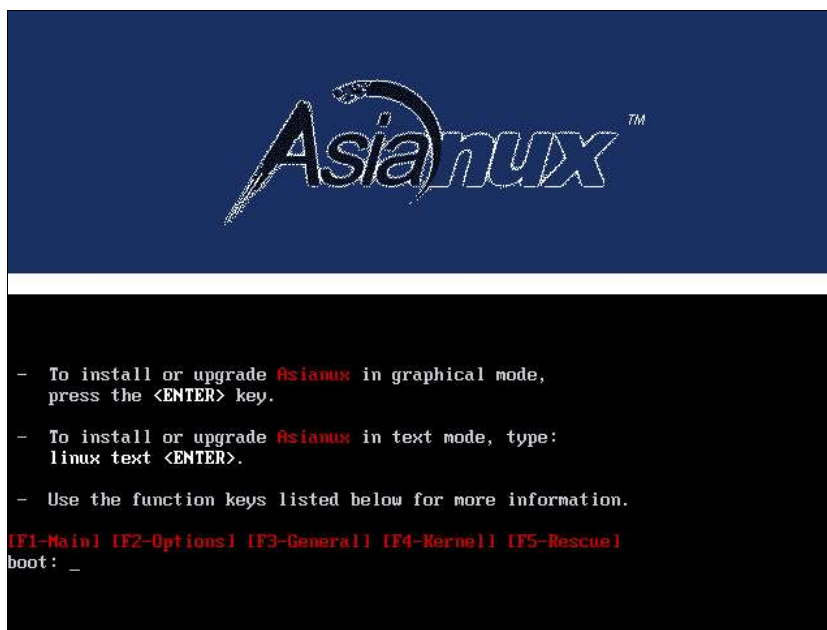 Asianux TM
- To install or upgrade Asianux in graphical mode,
press the <ENTER> key.
- To install or upgrade Asianux in text mode, type:
linux text <ENTER>.
- Use the function keys listed below for more information.
[F1-Main] [F2-Options] [F3-General] [F4-Kernel] [F5-Rescue]
boot: _